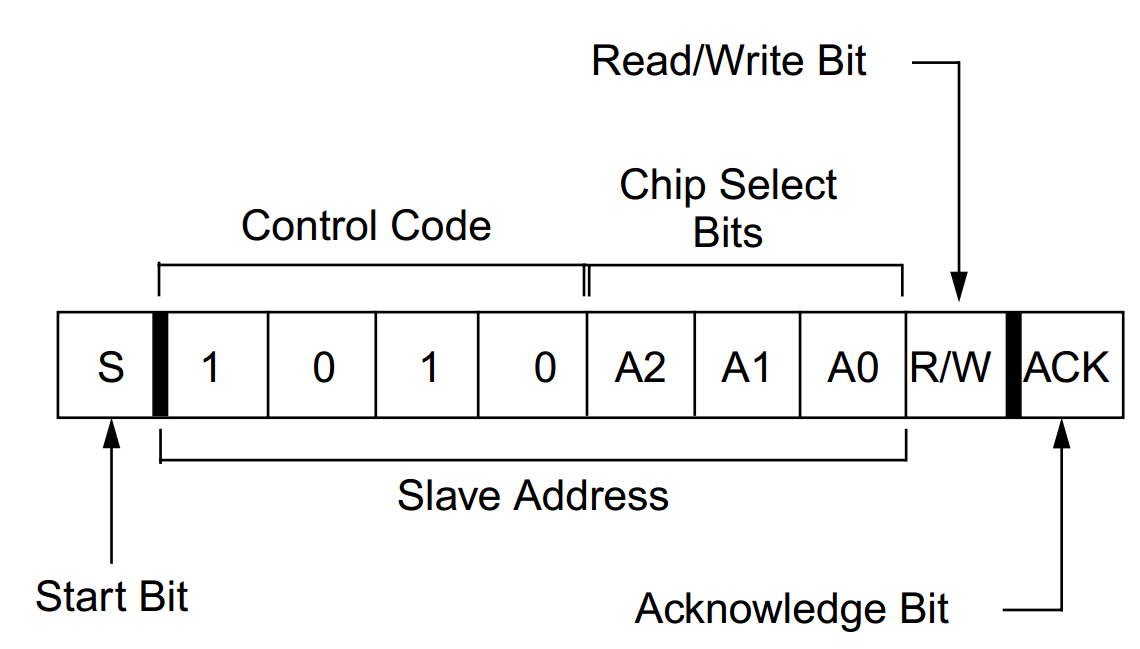 Read/Write Bit
Chip Select
Bits
Control Code
S 1 0 1 0 A2 A1 A0 R/W ACK
Slave Address
Start Bit
Acknowledge Bit